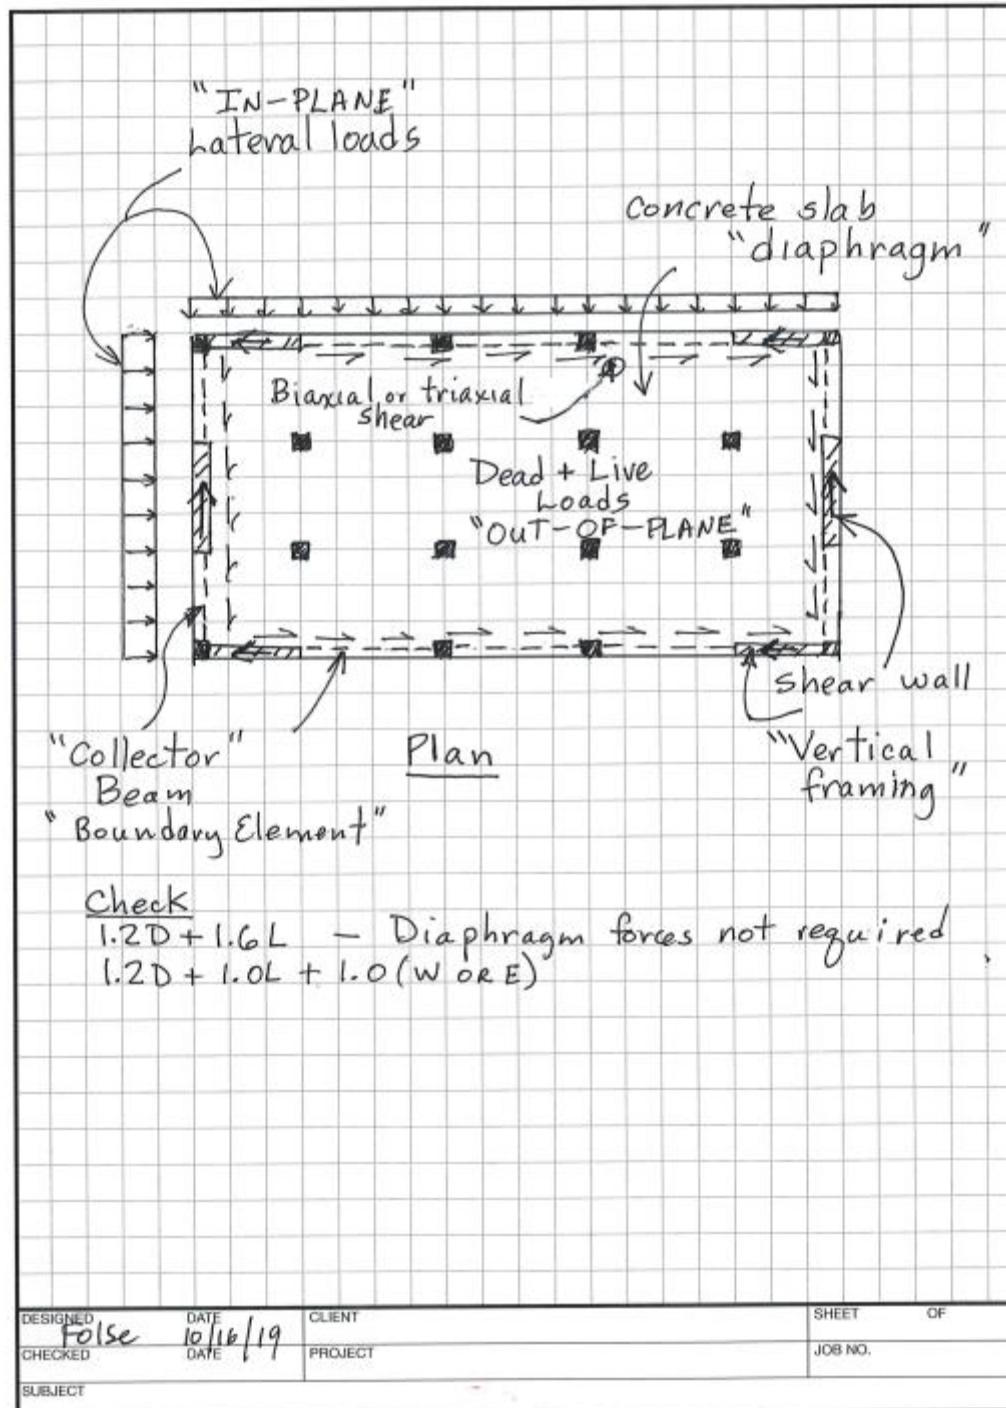 "IN-PLANE"
Lateral loads
concrete slab
"diaphragm"
Biaxial or triaxial
shear
Dead + Live
Loads
"OUT-OF-PLANE"
shear wall
"Collector"
Beam
"Boundary Element"
Plan
"Vertical
framing"
Check
1.2D + 1.6L - Diaphragm forces not required
1.2D + 1.0L + 1.0(W OR E)
DESIGNED Folse DATE 10/16/19 CLIENT SHEET OF
CHECKED DATE PROJECT JOB NO.
SUBJECT